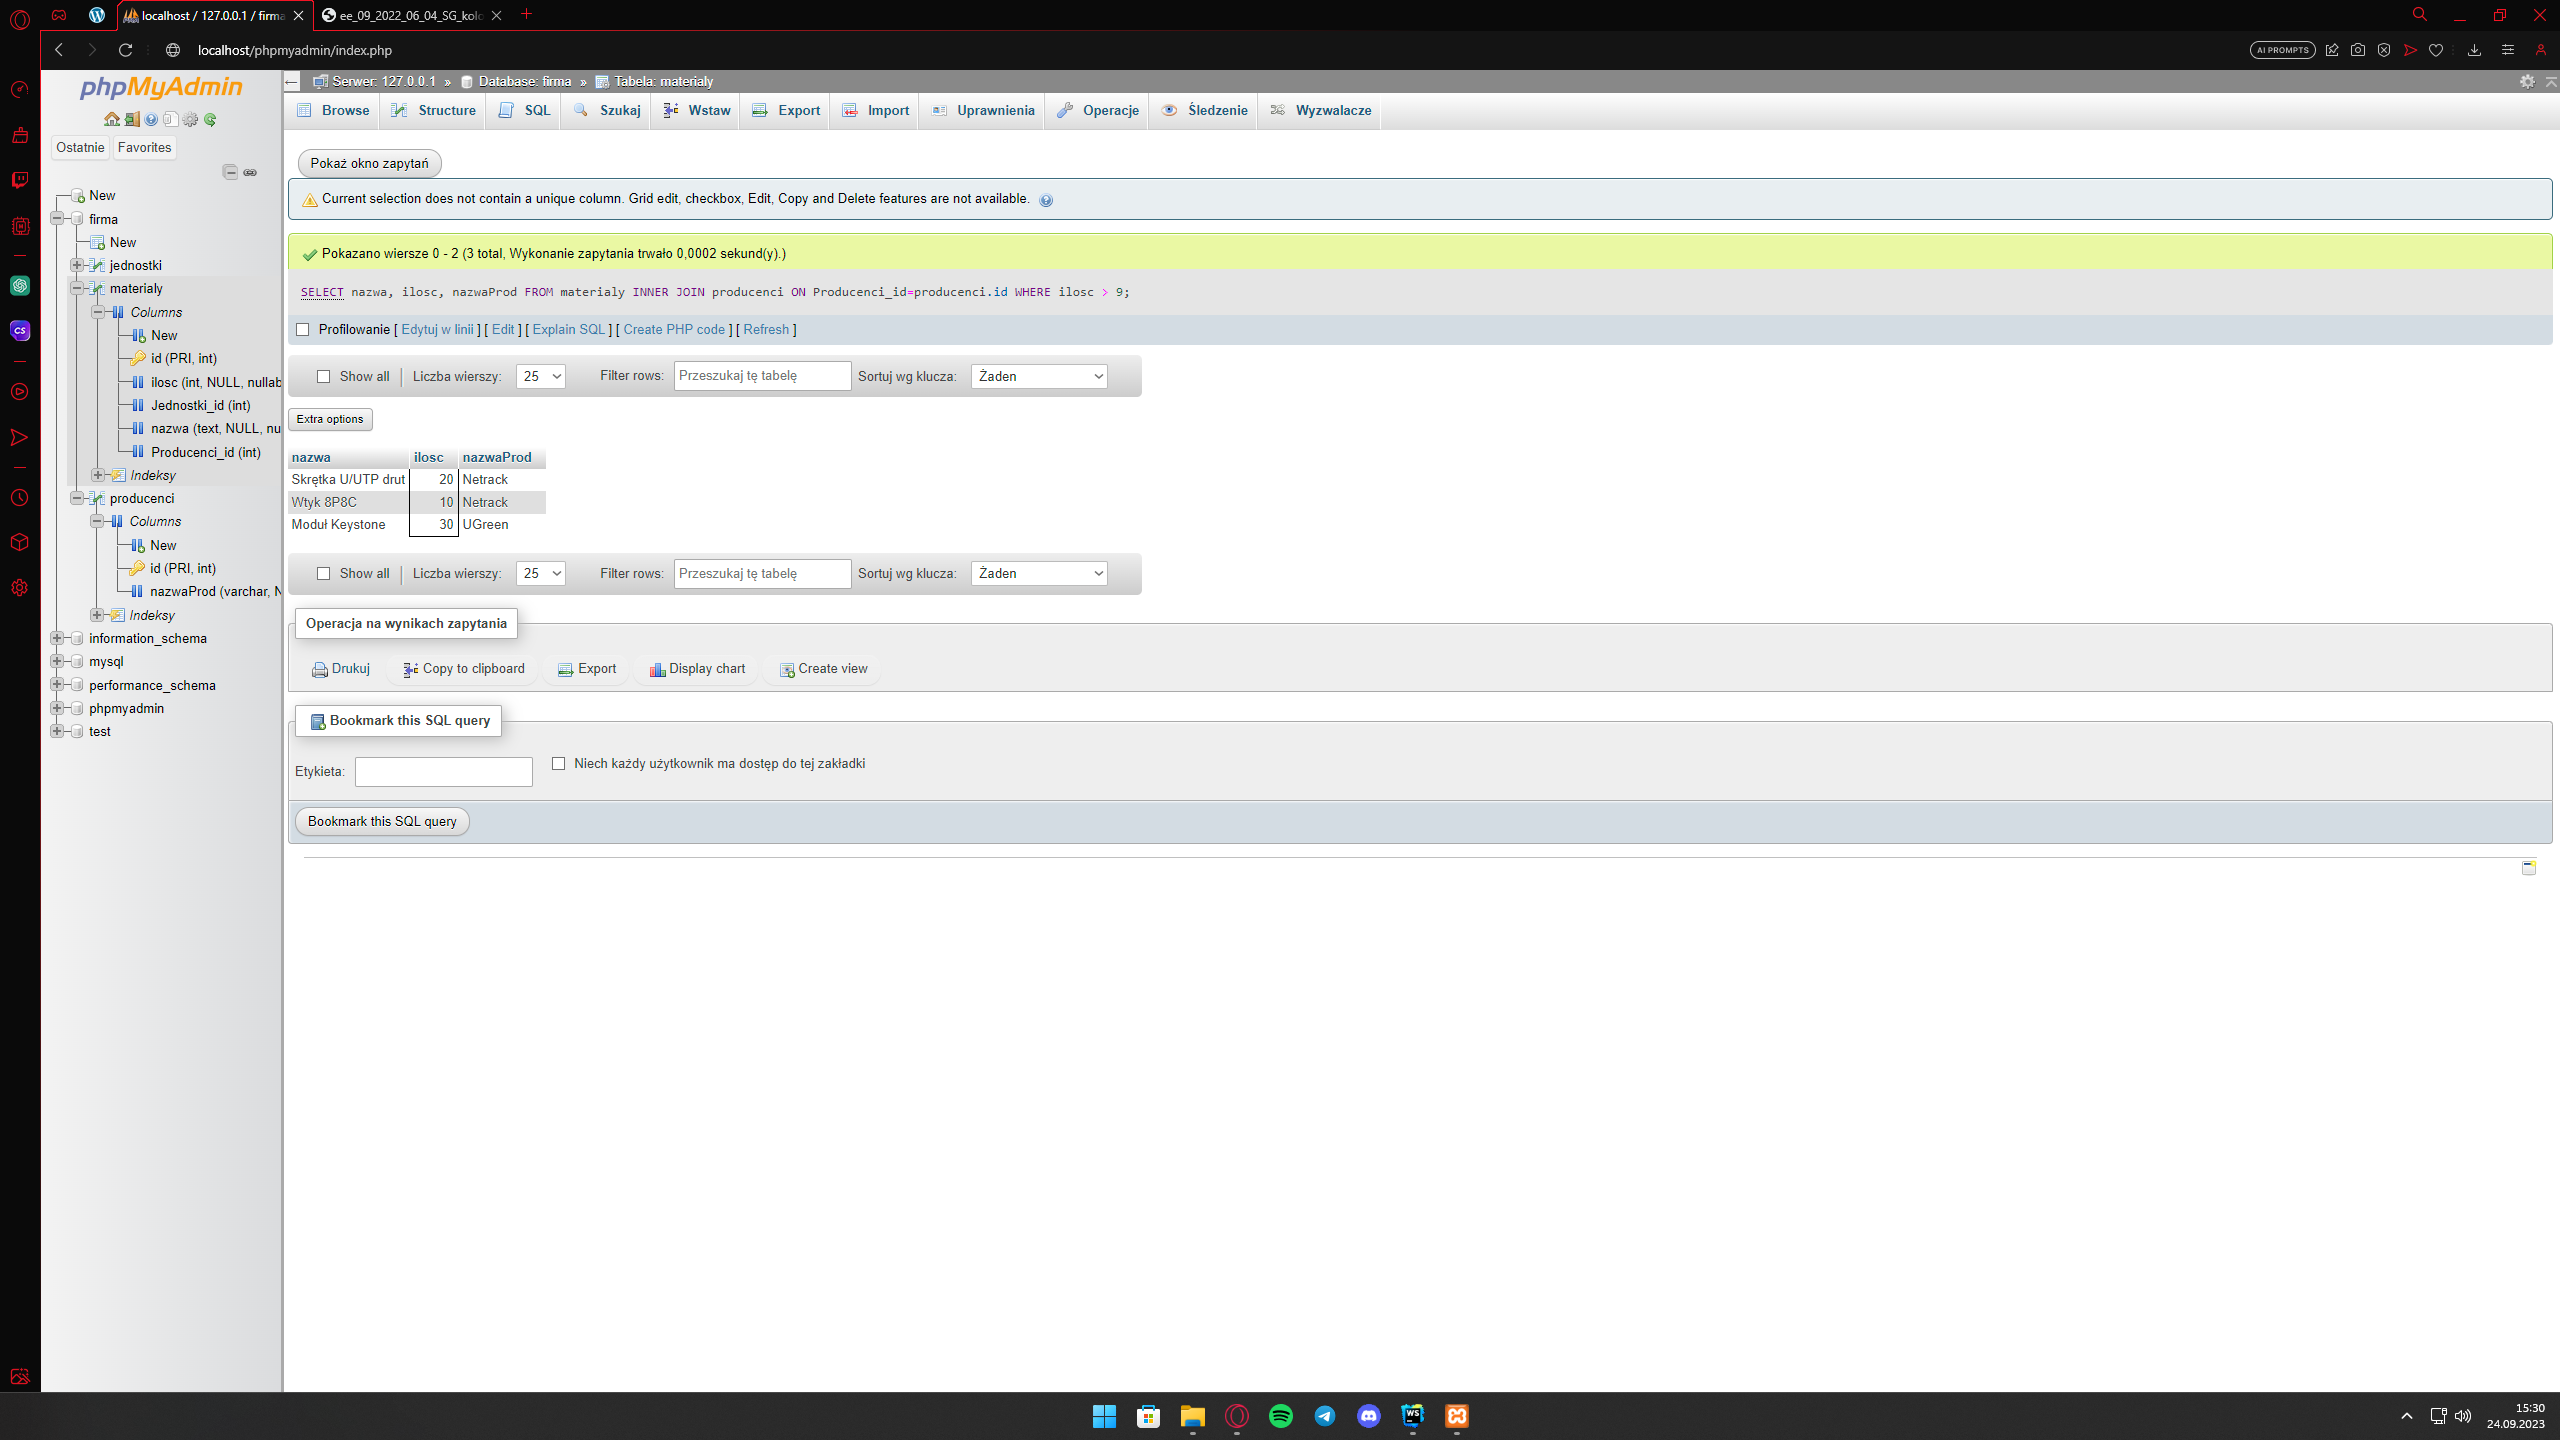 localhost / 127.0.0.1 / firma
ee_09_2022_06_04_SG_kolo
localhost/phpmyadmin/index.php
AI PROMPTS
phpMyAdmin
Ostatnie Favorites
New
firma
New
jednostki
materialy
Columns
New
id (PRI, int)
ilosc (int, NULL, nullab
Jednostki_id (int)
nazwa (text, NULL, nu
Producenci_id (int)
Indeksy
producenci
Columns
New
id (PRI, int)
nazwaProd (varchar, N
Indeksy
information_schema
mysql
performance_schema
phpmyadmin
test
Serwer: 127.0.0.1 » Database: firma » Tabela: materialy
Browse Structure SQL Szukaj Wstaw Export Import Uprawnienia Operacje Śledzenie Wyzwalacze
Pokaż okno zapytań
Current selection does not contain a unique column. Grid edit, checkbox, Edit, Copy and Delete features are not available.
Pokazano wiersze 0 - 2 (3 total, Wykonanie zapytania trwało 0,0002 sekund(y).)
SELECT nazwa, ilosc, nazwaProd FROM materialy INNER JOIN producenci ON Producenci_id=producenci.id WHERE ilosc > 9;
Profilowanie [ Edytuj w linii ] [ Edit ] [ Explain SQL ] [ Create PHP code ] [ Refresh ]
Show all Liczba wierszy: 25 Filter rows: Przeszukaj tę tabelę Sortuj wg klucza: Żaden
Extra options
nazwa ilosc nazwaProd
Skrętka U/UTP drut 20 Netrack
Wtyk 8P8C 10 Netrack
Moduł Keystone 30 UGreen
Show all Liczba wierszy: 25 Filter rows: Przeszukaj tę tabelę Sortuj wg klucza: Żaden
Operacja na wynikach zapytania
Drukuj Copy to clipboard Export Display chart Create view
Bookmark this SQL query
Etykieta: Niech każdy użytkownik ma dostęp do tej zakładki
Bookmark this SQL query
CS
WS
15:30
24.09.2023